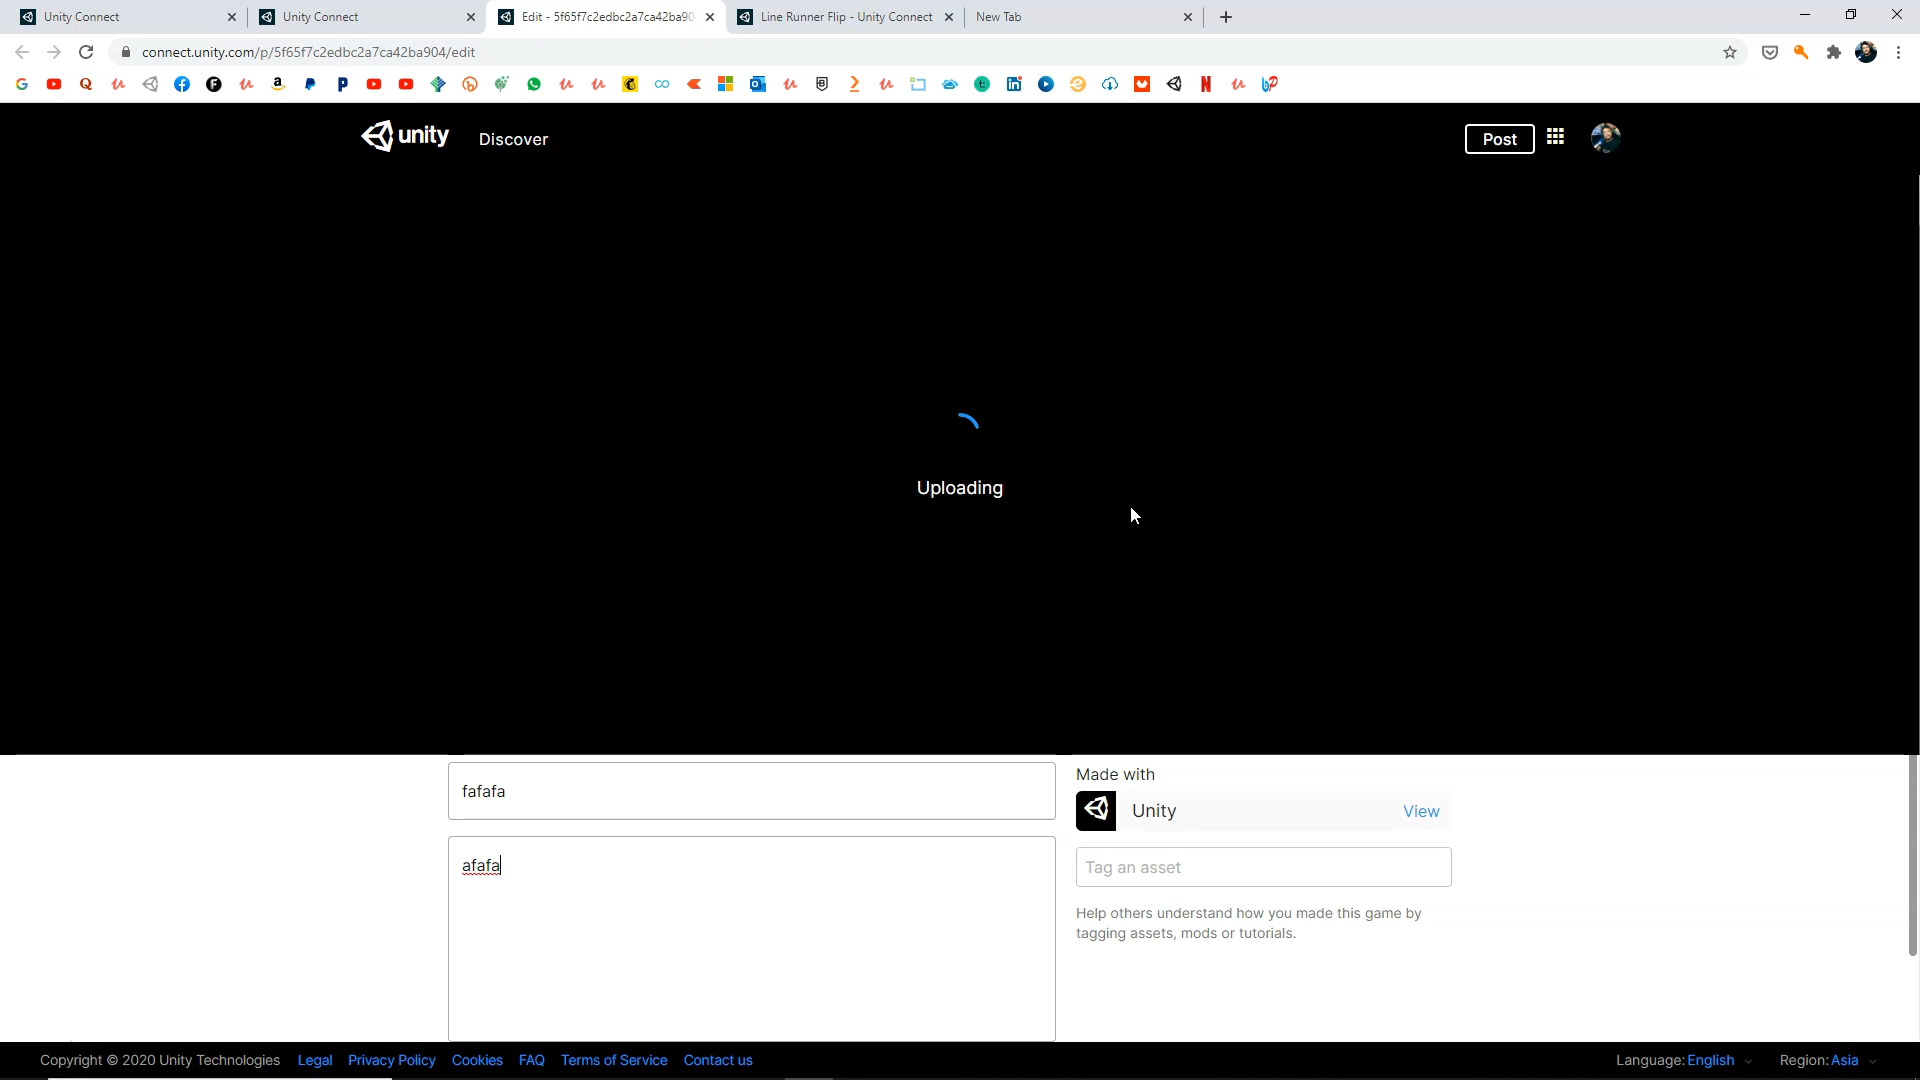 Unity Connect
Unity Connect
Edit - 5f65f7c2edbc2a7ca42ba90
Line Runner Flip - Unity Connect
New Tab
connect.unity.com/p/5f65f7c2edbc2a7ca42ba904/edit
unity
Discover
Post
Uploading
fafafa
afafa
Made with
Unity
View
Tag an asset
Help others understand how you made this game by
tagging assets, mods or tutorials.
Copyright © 2020 Unity Technologies Legal Privacy Policy Cookies FAQ Terms of Service Contact us
Language: English
Region: Asia